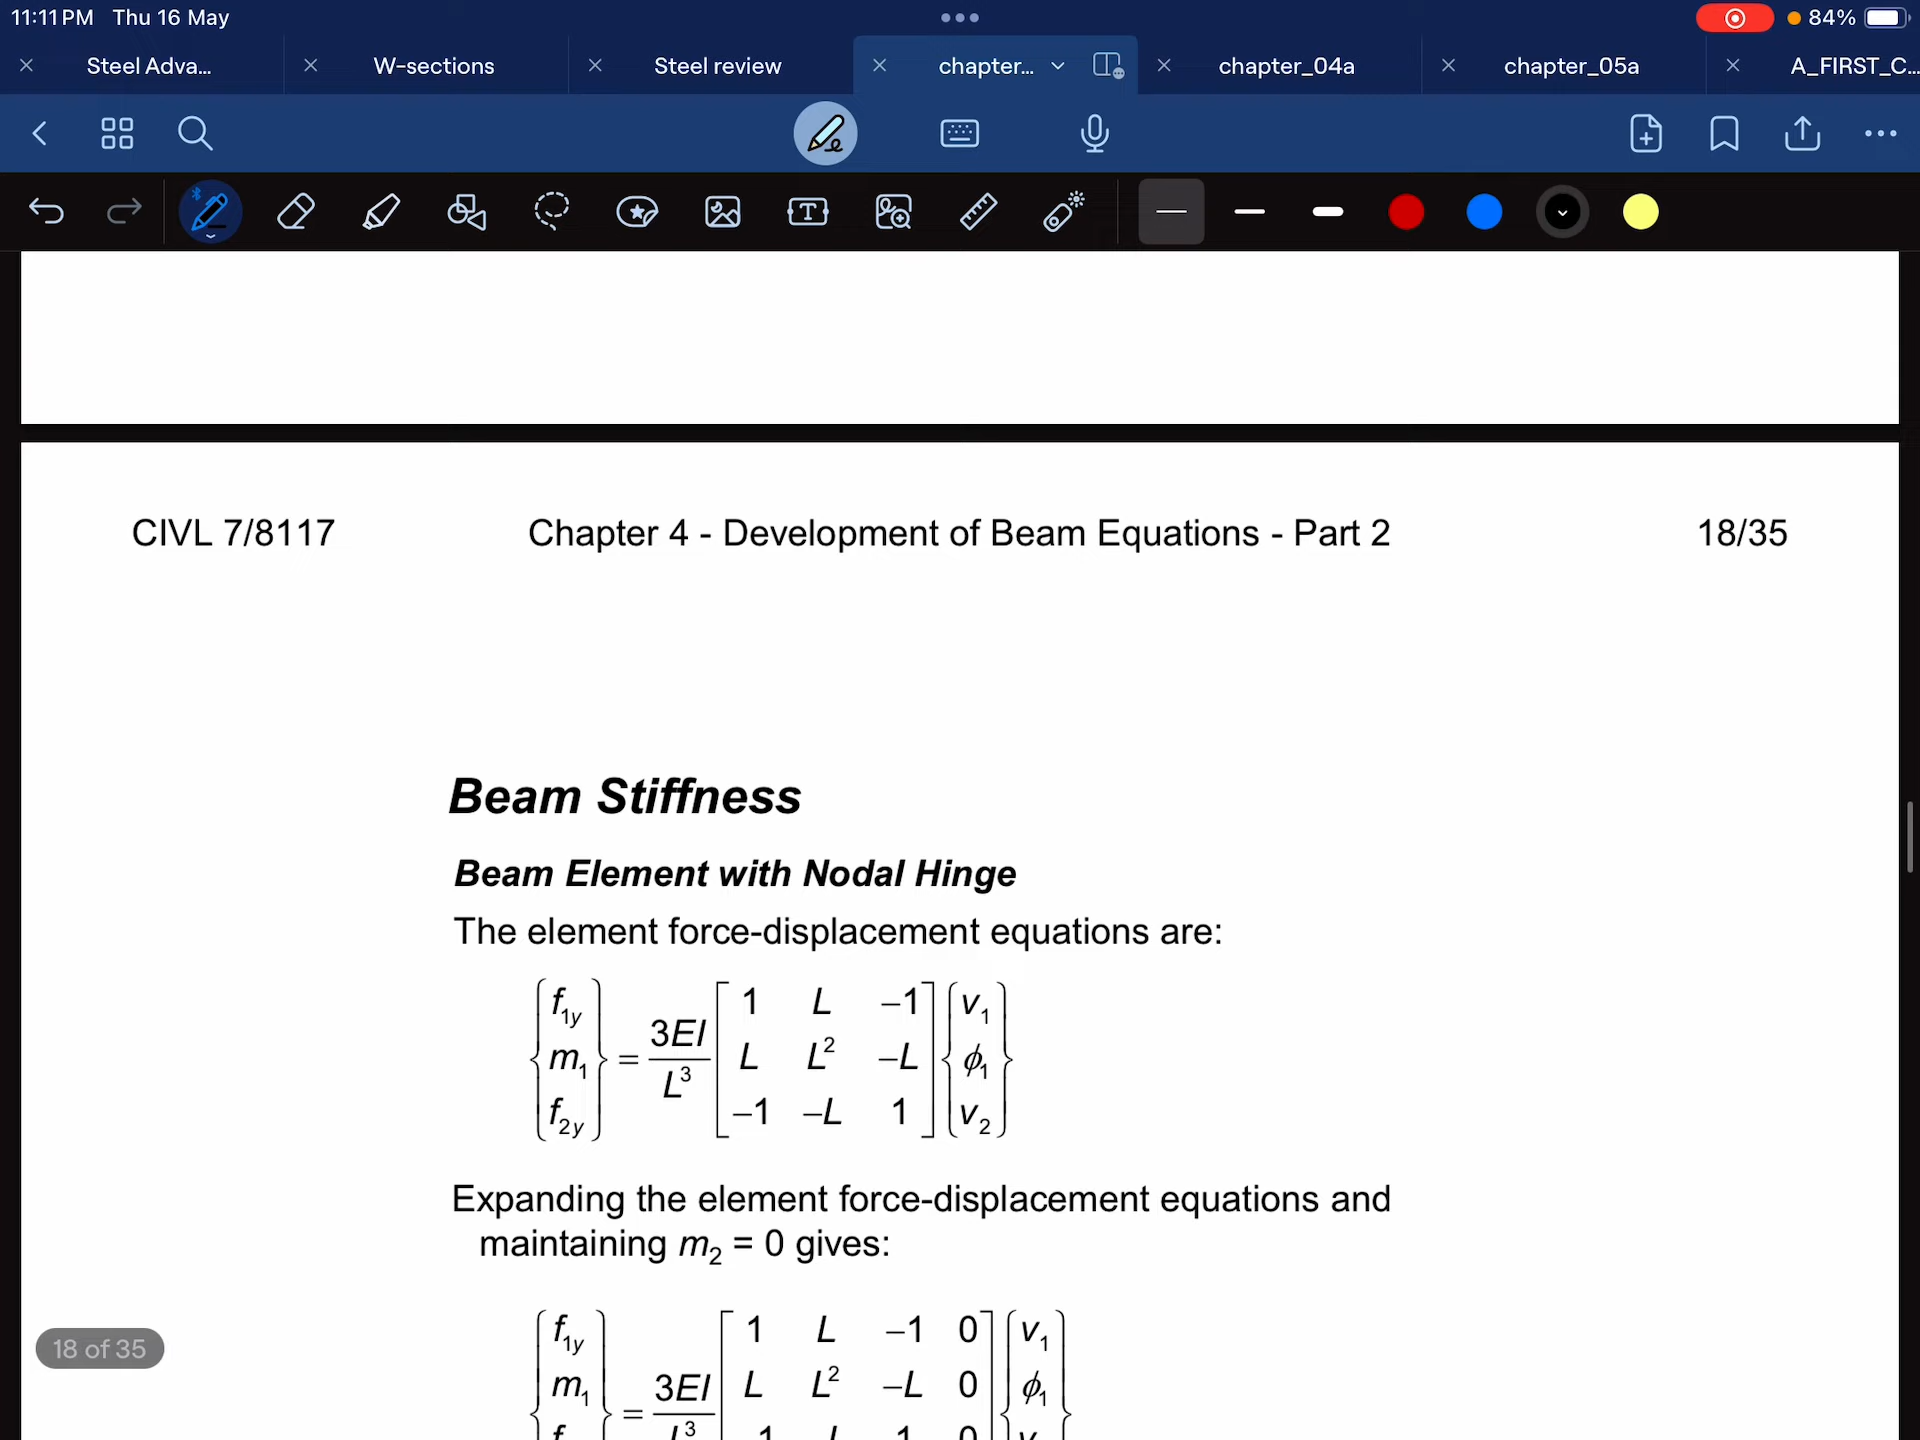 11:11 PM Thu 16 May
84%
Steel Adva...
W-sections
Steel review
chapter...
chapter_04a
chapter_05a
A_FIRST_C...
CIVL 7/8117
Chapter 4 - Development of Beam Equations - Part 2
18/35
Beam Stiffness
Beam Element with Nodal Hinge
The element force-displacement equations are:
{f₁y m₁ f₂y} = 3EI/L³ [1 L −1; L L² −L; −1 −L 1] {v₁ ϕ₁ v₂}
Expanding the element force-displacement equations and
maintaining m₂ = 0 gives:
{f₁y m₁ = 3EI/L³ [1 L −1 0; L L² −L 0; {v₁ ϕ₁
18 of 35